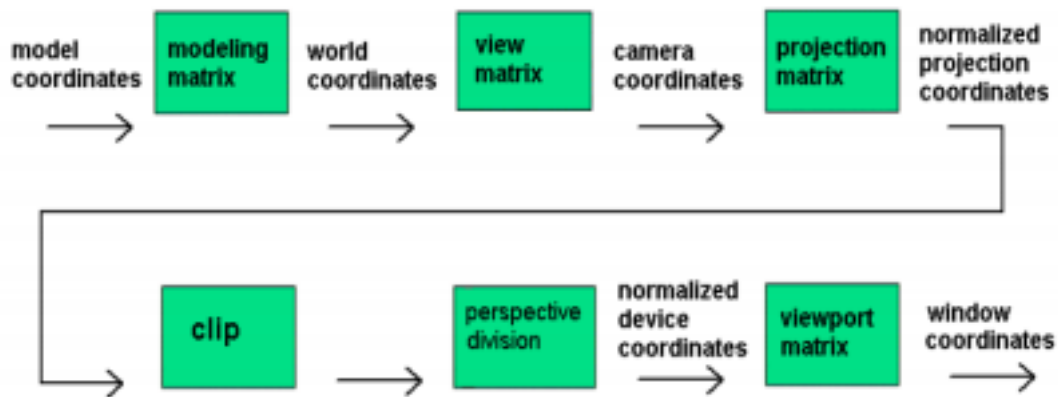 model
coordinates
modeling
matrix
world
coordinates
view
matrix
camera
coordinates
projection
matrix
normalized
projection
coordinates
clip
perspective
division
normalized
device
coordinates
viewport
matrix
window
coordinates